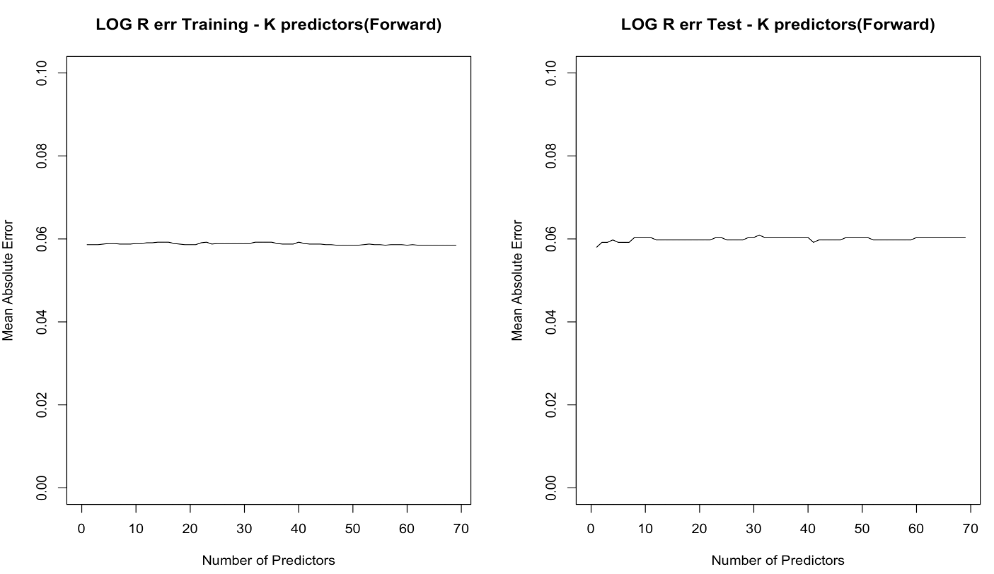 LOG R err Training - K predictors(Forward)
Mean Absolute Error
0.10
0.08
0.06
0.04
0.02
0.00
0 10 20 30 40 50 60 70
Number of Predictors
LOG R err Test - K predictors(Forward)
Mean Absolute Error
0.10
0.08
0.06
0.04
0.02
0.00
0 10 20 30 40 50 60 70
Number of Predictors